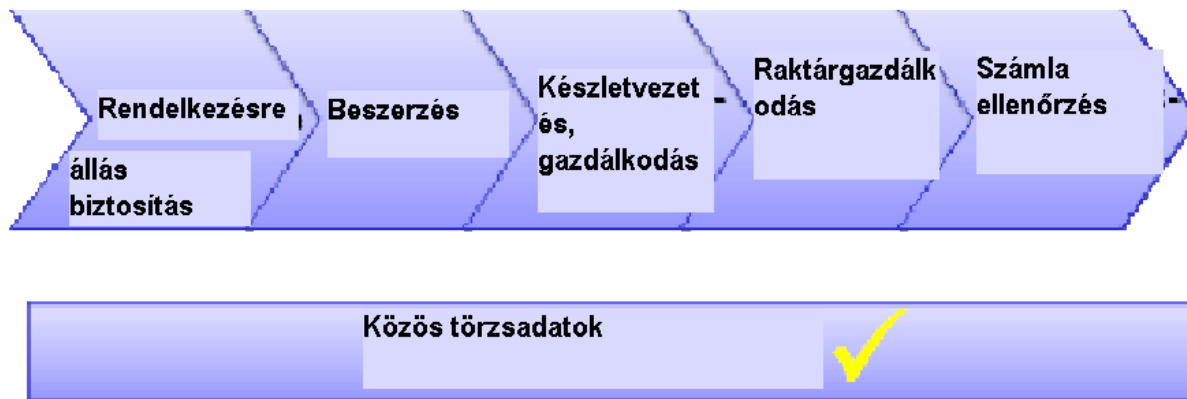 Rendelkezésre
állás
biztosítás
Beszerzés
Készletvezet
és,
gazdálkodás
Raktárgazdálk
odás
Számla
ellenőrzés
Közös törzsadatok